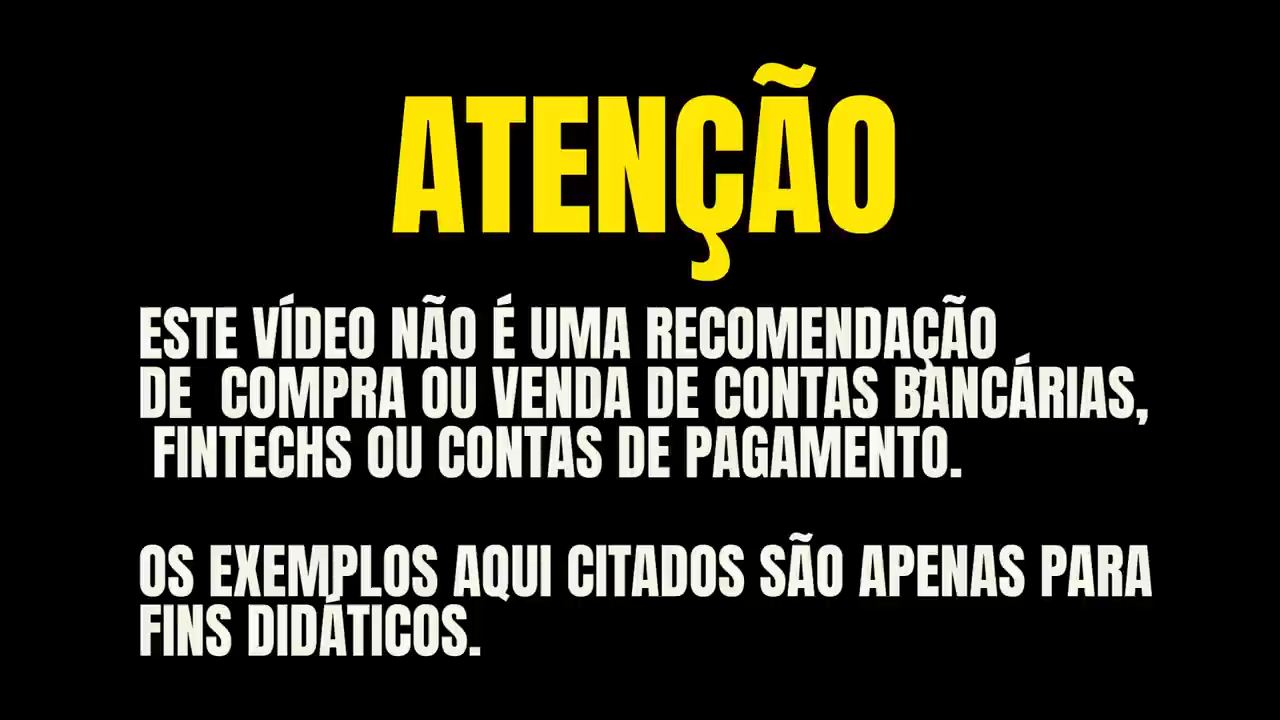 ATENÇÃO
ESTE VÍDEO NÃO É UMA RECOMENDAÇÃO
DE COMPRA OU VENDA DE CONTAS BANCÁRIAS,
FINTECHS OU CONTAS DE PAGAMENTO.
OS EXEMPLOS AQUI CITADOS SÃO APENAS PARA
FINS DIDÁTICOS.